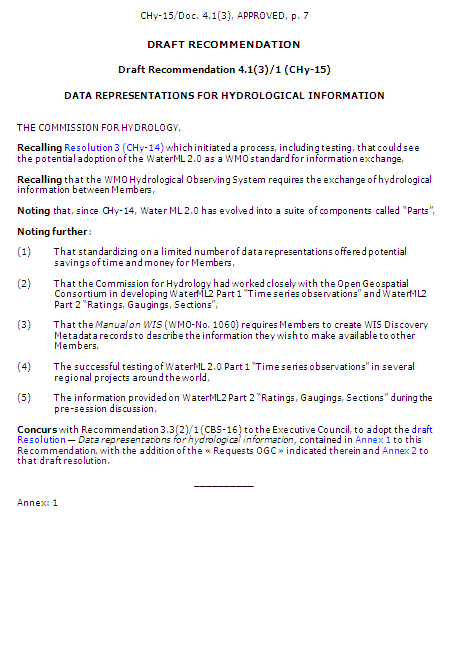 CHy-15/Doc. 4.1(3), APPROVED, p. 7
DRAFT RECOMMENDATION
Draft Recommendation 4.1(3)/1 (CHy-15)
DATA REPRESENTATIONS FOR HYDROLOGICAL INFORMATION
THE COMMISSION FOR HYDROLOGY,
Recalling Resolution 3 (CHy-14) which initiated a process, including testing, that could see
the potential adoption of the WaterML 2.0 as a WMO standard for information exchange,
Recalling that the WMO Hydrological Observing System requires the exchange of hydrological
information between Members,
Noting that, since CHy-14, Water ML 2.0 has evolved into a suite of components called "Parts",
Noting further:
(1) That standardizing on a limited number of data representations offered potential
savings of time and money for Members,
(2) That the Commission for Hydrology had worked closely with the Open Geospatial
Consortium in developing WaterML2 Part 1 "Time series observations" and WaterML2
Part 2 "Ratings, Gaugings, Sections",
(3) That the Manual on WIS (WMO-No. 1060) requires Members to create WIS Discovery
Metadata records to describe the information they wish to make available to other
Members,
(4) The successful testing of WaterML 2.0 Part 1 "Time series observations" in several
regional projects around the world,
(5) The information provided on WaterML2 Part 2 "Ratings, Gaugings, Sections" during the
pre-session discussion,
Concurs with Recommendation 3.3(2)/1 (CBS-16) to the Executive Council, to adopt the draft
Resolution — Data representations for hydrological information, contained in Annex 1 to this
Recommendation, with the addition of the « Requests OGC » indicated therein and Annex 2 to
that draft resolution.
__________
Annex: 1